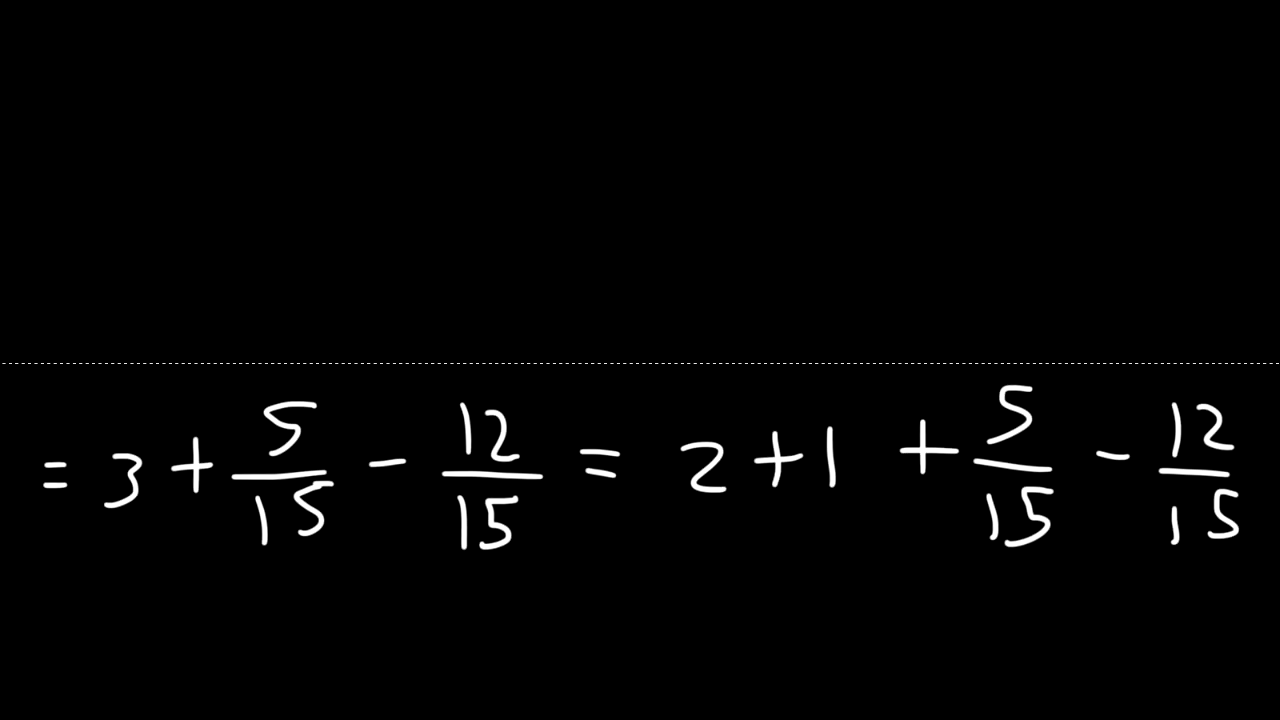 = 3 + 5/15 - 12/15 = 2 + 1 + 5/15 - 12/15